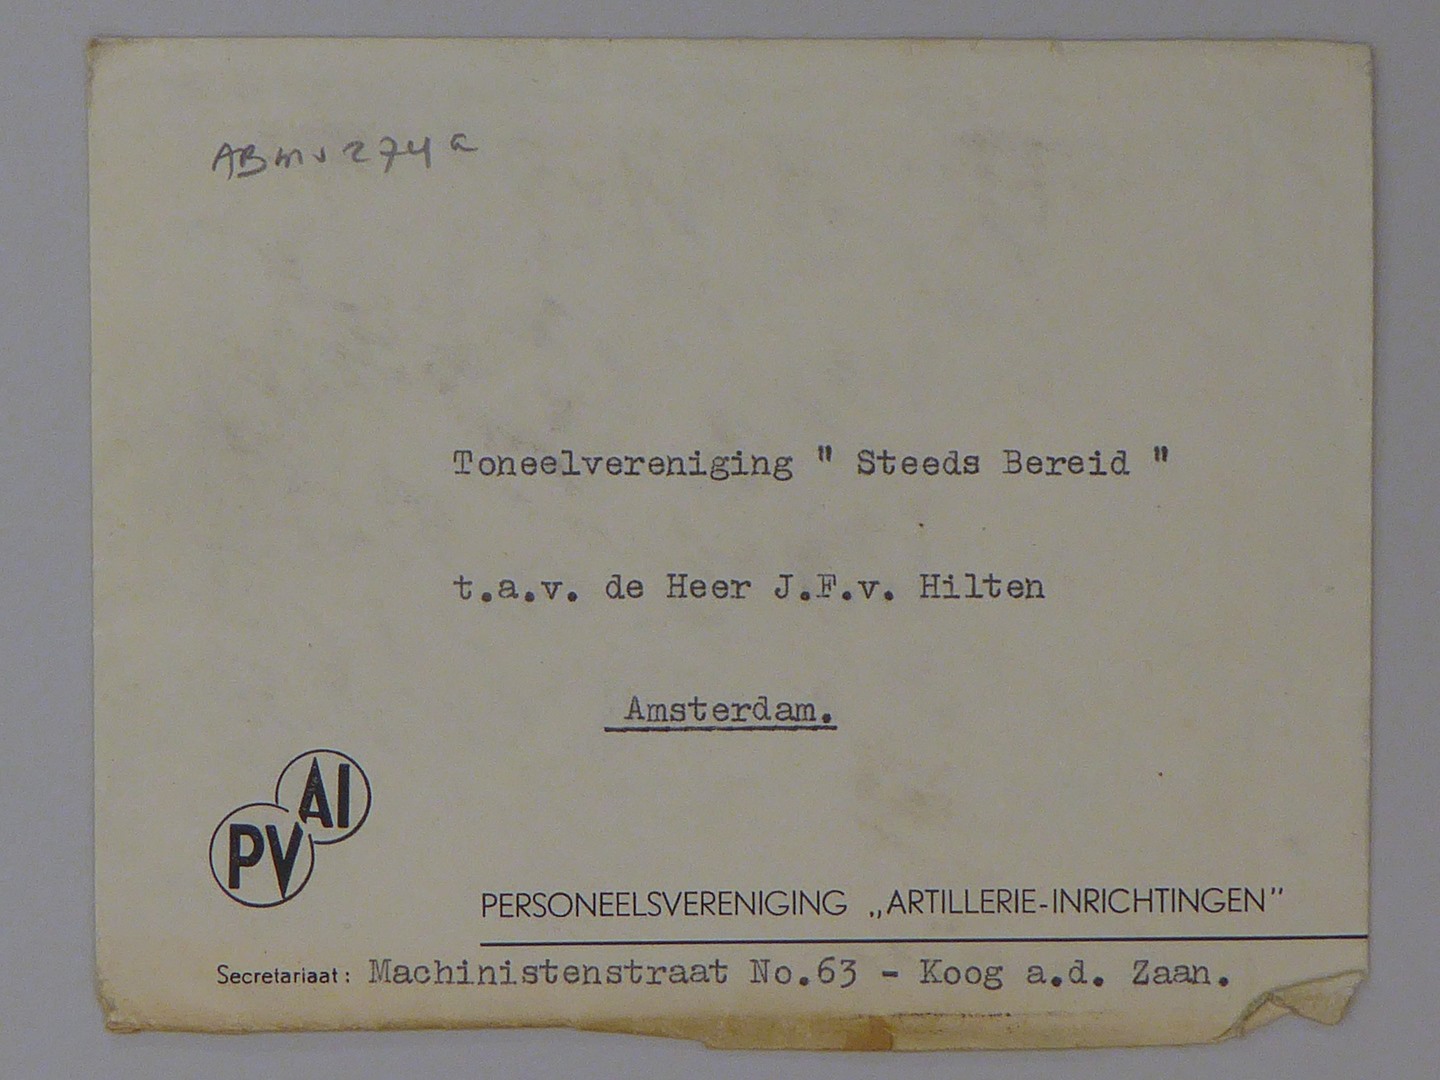 ABMV274a
Toneelvereniging " Steeds Bereid "
t.a.v. de Heer J.F.v. Hilten
Amsterdam.
AI
PV
PERSONEELSVERENIGING „ARTILLERIE-INRICHTINGEN”
Secretariaat: Machinistenstraat No.63 - Koog a.d. Zaan.